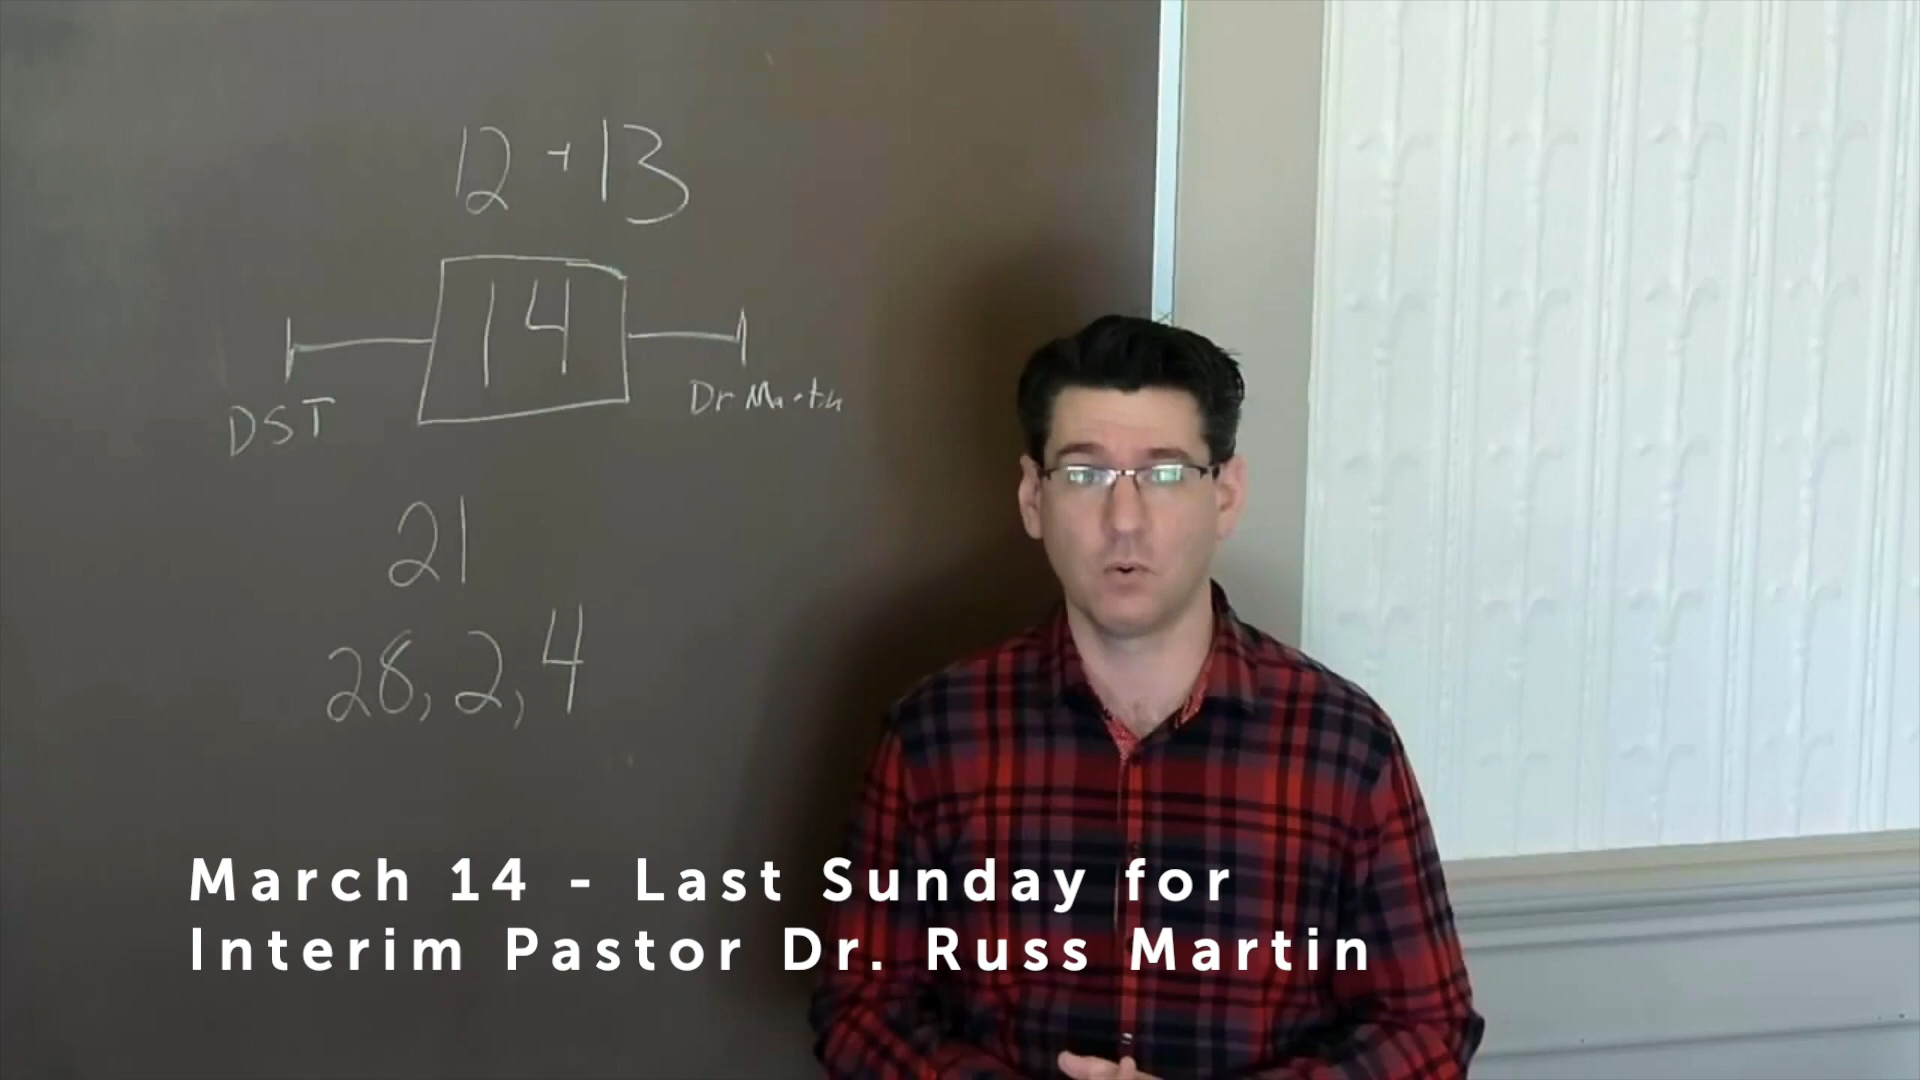 12 + 13
14
DST
Dr Martin
21
28, 2, 4
March 14 - Last Sunday for
Interim Pastor Dr. Russ Martin